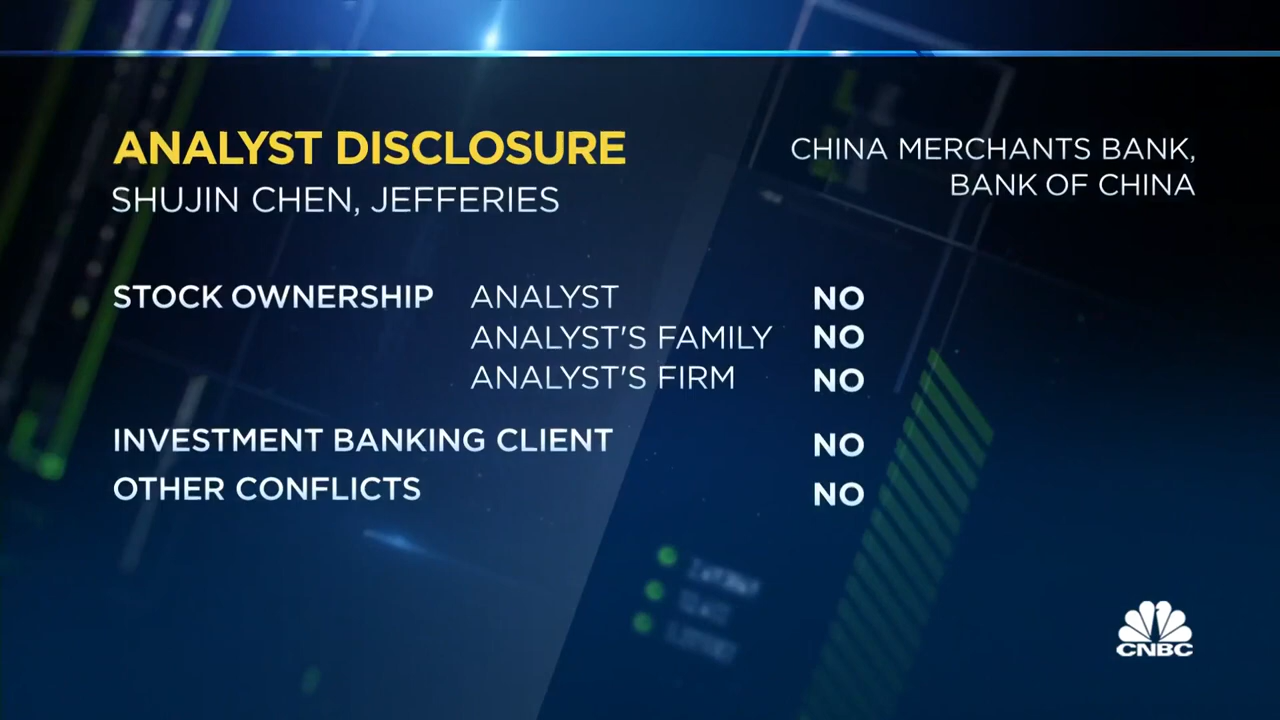 ANALYST DISCLOSURE
SHUJIN CHEN, JEFFERIES
CHINA MERCHANTS BANK,
BANK OF CHINA
STOCK OWNERSHIP ANALYST NO
ANALYST'S FAMILY NO
ANALYST'S FIRM NO
INVESTMENT BANKING CLIENT NO
OTHER CONFLICTS NO
CNBC